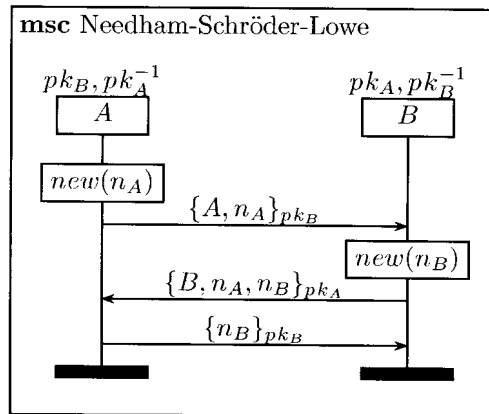 msc Needham-Schröder-Lowe
pk_B, pk_A^{-1}
pk_A, pk_B^{-1}
A
B
new(n_A)
{A, n_A}_{pk_B}
new(n_B)
{B, n_A, n_B}_{pk_A}
{n_B}_{pk_B}